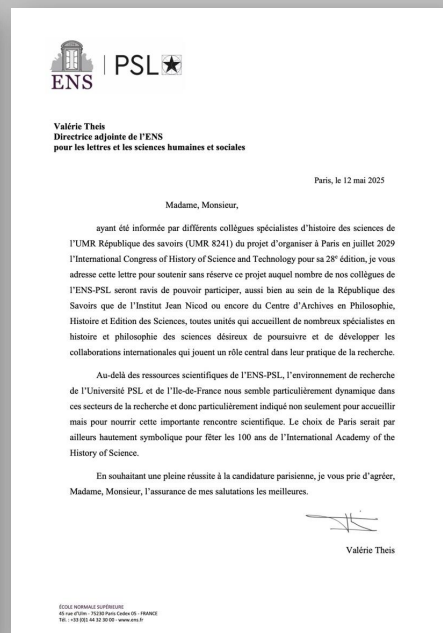 ENS
PSL
Valérie Theis
Directrice adjointe de l'ENS
pour les lettres et les sciences humaines et sociales
Paris, le 12 mai 2025
Madame, Monsieur,
ayant été informée par différents collègues spécialistes d'histoire des sciences de
l'UMR République des savoirs (UMR 8241) du projet d'organiser à Paris en juillet 2029
l'International Congress of History of Science and Technology pour sa 28e édition, je vous
adresse cette lettre pour soutenir sans réserve ce projet auquel nombre de nos collègues de
l'ENS-PSL seront ravis de pouvoir participer, aussi bien au sein de la République des
Savoirs que de l'Institut Jean Nicod ou encore du Centre d'Archives en Philosophie,
Histoire et Edition des Sciences, toutes unités qui accueillent de nombreux spécialistes en
histoire et philosophie des sciences désireux de poursuivre et de développer les
collaborations internationales qui jouent un rôle central dans leur pratique de la recherche.
Au-delà des ressources scientifiques de l'ENS-PSL, l'environnement de recherche
de l'Université PSL et de l'Ile-de-France nous semble particulièrement dynamique dans
ces secteurs de la recherche et donc particulièrement indiqué non seulement pour accueillir
mais pour nourrir cette importante rencontre scientifique. Le choix de Paris serait par
ailleurs hautement symbolique pour fêter les 100 ans de l'International Academy of the
History of Science.
En souhaitant une pleine réussite à la candidature parisienne, je vous prie d'agréer,
Madame, Monsieur, l'assurance de mes salutations les meilleures.
Valérie Theis
ÉCOLE NORMALE SUPÉRIEURE
45 rue d'Ulm - 75230 Paris Cedex 05 - FRANCE
Tél. : +33 (0)1 44 32 30 00 - www.ens.fr